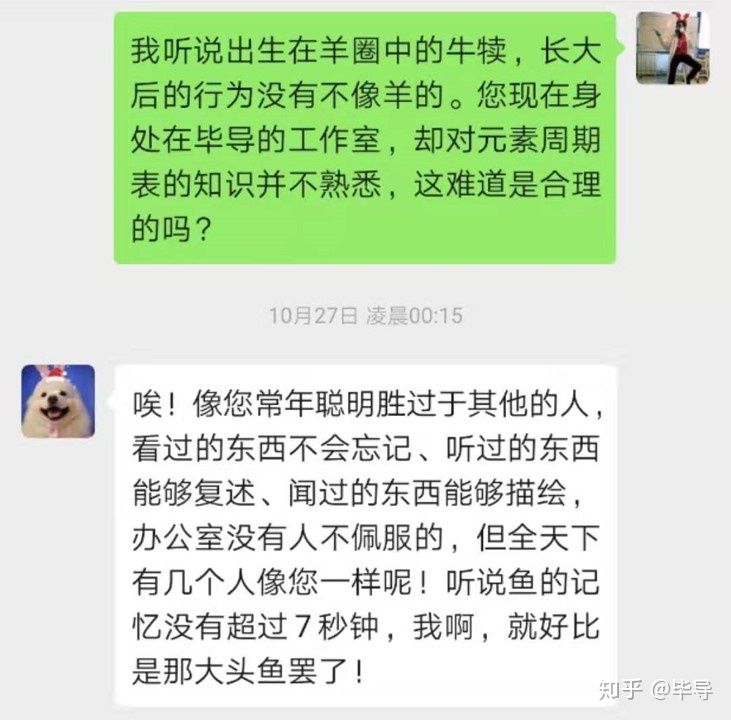 我听说出生在羊圈中的牛犊，长大
后的行为没有不像羊的。您现在身
处在毕导的工作室，却对元素周期
表的知识并不熟悉，这难道是合理
的吗？
10月27日 凌晨00:15
唉！像您常年聪明胜过于其他的人，
看过的东西不会忘记、听过的东西
能够复述、闻过的东西能够描绘，
办公室没有人不佩服的，但全天下
有几个人像您一样呢！听说鱼的记
忆没有超过7秒钟，我啊，就好比
是那大头鱼罢了！
知乎 @毕导